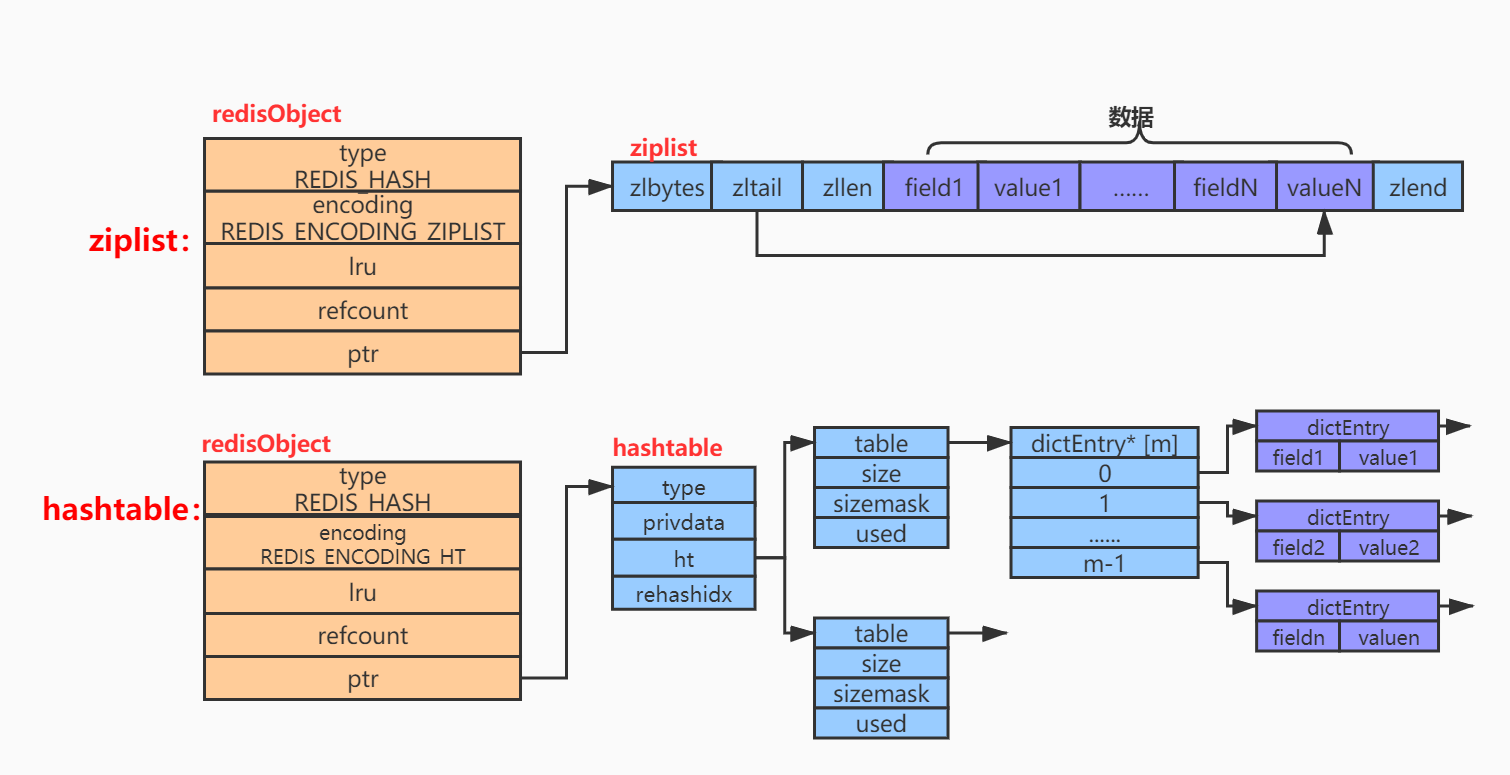 redisObject
type
REDIS_HASH
encoding
REDIS_ENCODING_ZIPLIST
lru
refcount
ptr
ziplist:
数据
ziplist
zlbytes zltail zllen field1 value1 ...... fieldN valueN zlend
redisObject
type
REDIS_HASH
encoding
REDIS_ENCODING_HT
lru
refcount
ptr
hashtable:
hashtable
type
privdata
ht
rehashidx
table
size
sizemask
used
table
size
sizemask
used
dictEntry* [m]
0
1
......
m-1
dictEntry
field1 value1
dictEntry
field2 value2
dictEntry
fieldn valuen